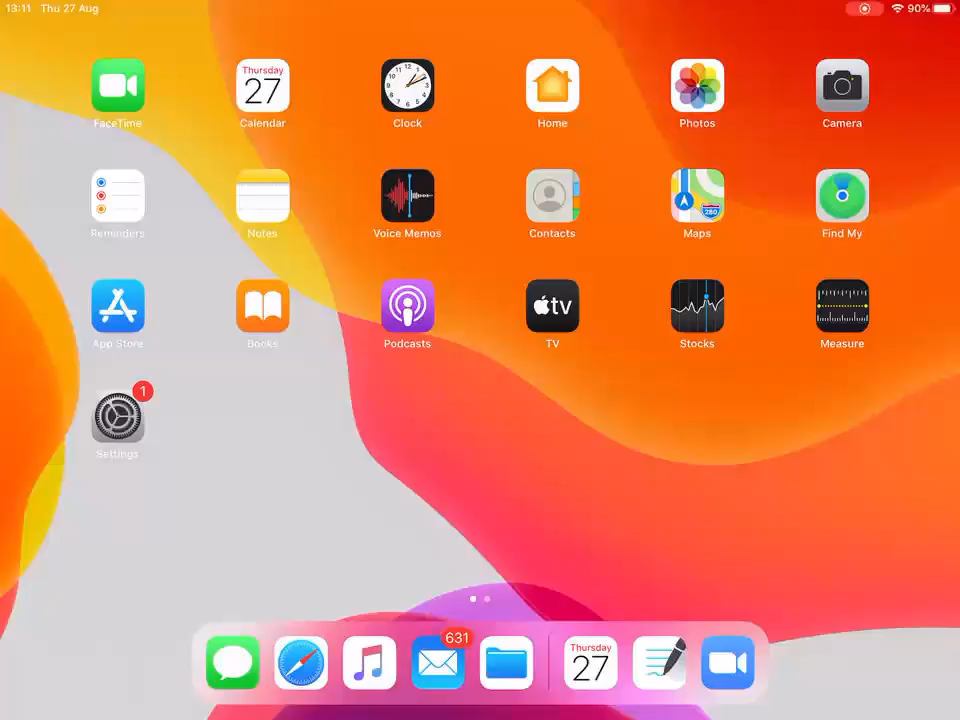 13:11 Thu 27 Aug
90%
Thursday
27
FaceTime Calendar Clock Home Photos Camera
280
Reminders Notes Voice Memos Contacts Maps Find My
tv
App Store Books Podcasts TV Stocks Measure
1
Settings
631
Thursday
27